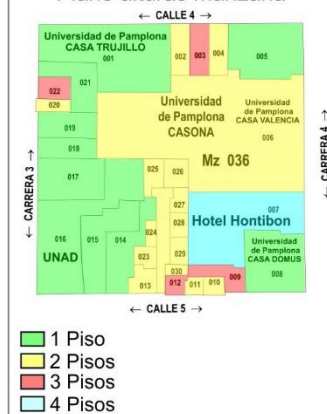 ← CALLE 4 →
Universidad de Pamplona
CASA TRUJILLO
001
002
003
004
005
021
022
020
019
018
017
Universidad
de Pamplona
CASONA
Universidad
de Pamplona
CASA VALENCIA
006
Mz 036
← CARRERA 3 →
← CARRERA 4 →
025
026
027
028
029
030
024
023
013
016
015
014
UNAD
007
Hotel Hontibon
Universidad
de Pamplona
CASA DOMUS
008
009
010
011
012
← CALLE 5 →
1 Piso
2 Pisos
3 Pisos
4 Pisos